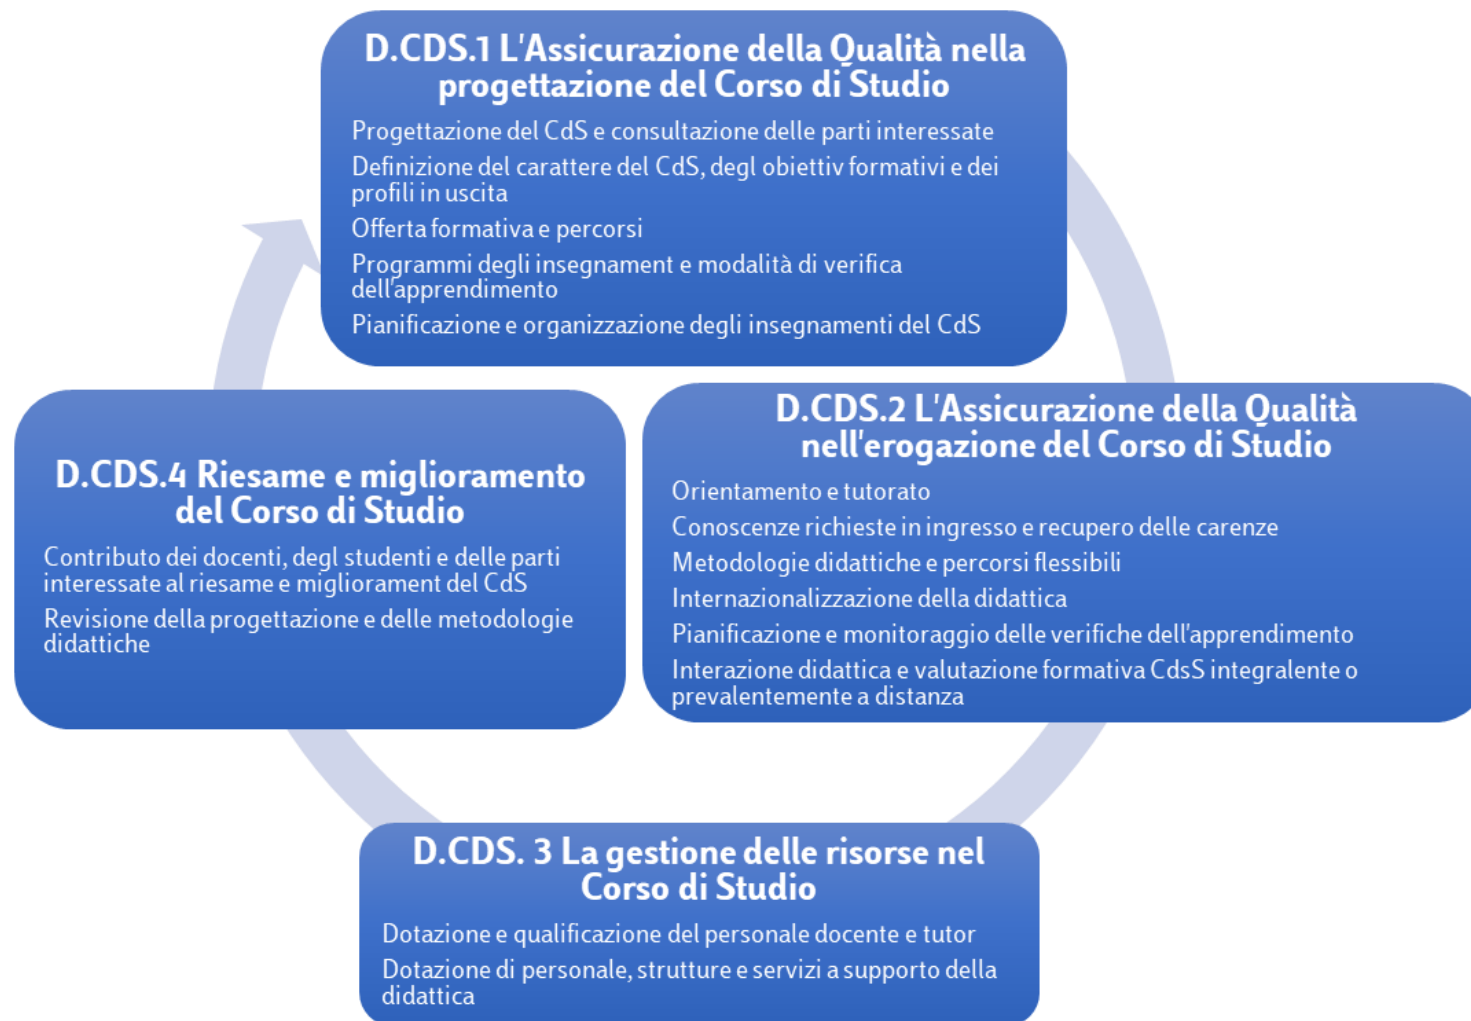 D.CDS.1 L'Assicurazione della Qualità nella
progettazione del Corso di Studio
Progettazione del CdS e consultazione delle parti interessate
Definizione del carattere del CdS, degl obiettiv formativi e dei
profili in uscita
Offerta formativa e percorsi
Programmi degli insegnament e modalità di verifica
dell'apprendimento
Pianificazione e organizzazione degli insegnamenti del CdS
D.CDS.2 L'Assicurazione della Qualità
nell'erogazione del Corso di Studio
Orientamento e tutorato
Conoscenze richieste in ingresso e recupero delle carenze
Metodologie didattiche e percorsi flessibili
Internazionalizzazione della didattica
Pianificazione e monitoraggio delle verifiche dell'apprendimento
Interazione didattica e valutazione formativa CdsS integralente o
prevalentemente a distanza
D.CDS. 3 La gestione delle risorse nel
Corso di Studio
Dotazione e qualificazione del personale docente e tutor
Dotazione di personale, strutture e servizi a supporto della
didattica
D.CDS.4 Riesame e miglioramento
del Corso di Studio
Contributo dei docenti, degl studenti e delle parti
interessate al riesame e migliorament del CdS
Revisione della progettazione e delle metodologie
didattiche